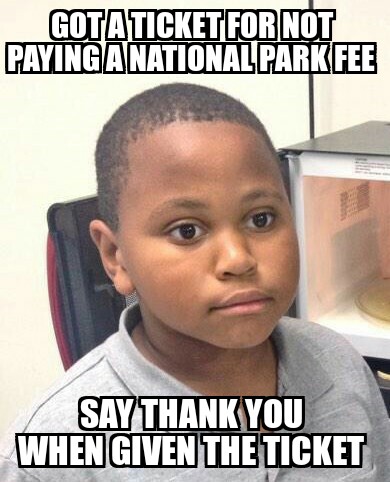 GOT A TICKET FOR NOT
PAYING A NATIONAL PARK FEE
SAY THANK YOU
WHEN GIVEN THE TICKET